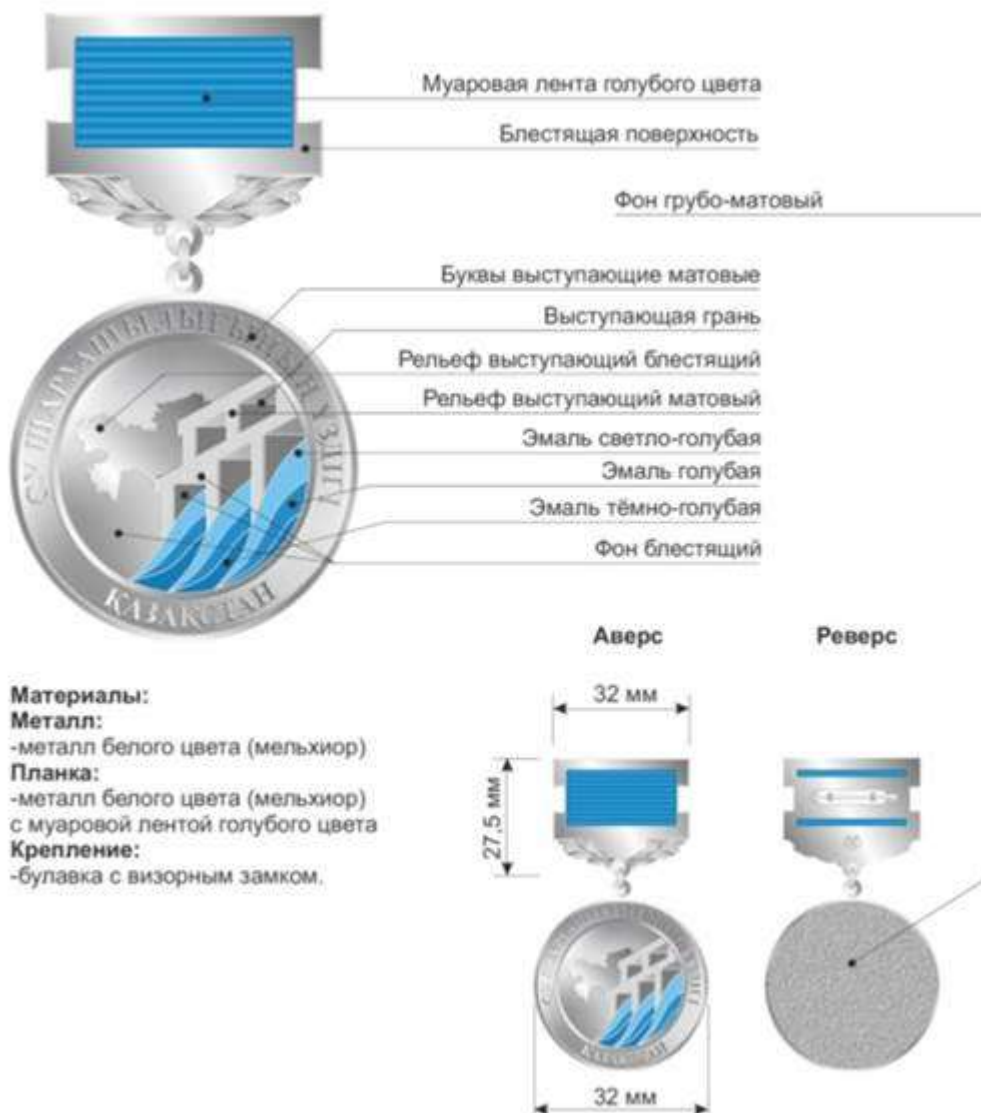 Муаровая лента голубого цвета
Блестящая поверхность
Фон грубо-матовый
Буквы выступающие матовые
Выступающая грань
Рельеф выступающий блестящий
Рельеф выступающий матовый
Эмаль светло-голубая
Эмаль голубая
Эмаль тёмно-голубая
Фон блестящий
СУ ШАРУАШЫЛЫҒЫНЫҢ ҮЗДІГІ
ҚАЗАҚСТАН
Аверс
Реверс
Материалы:
Металл:
-металл белого цвета (мельхиор)
Планка:
-металл белого цвета (мельхиор)
с муаровой лентой голубого цвета
Крепление:
-булавка с визорным замком.
32 мм
27,5 мм
32 мм